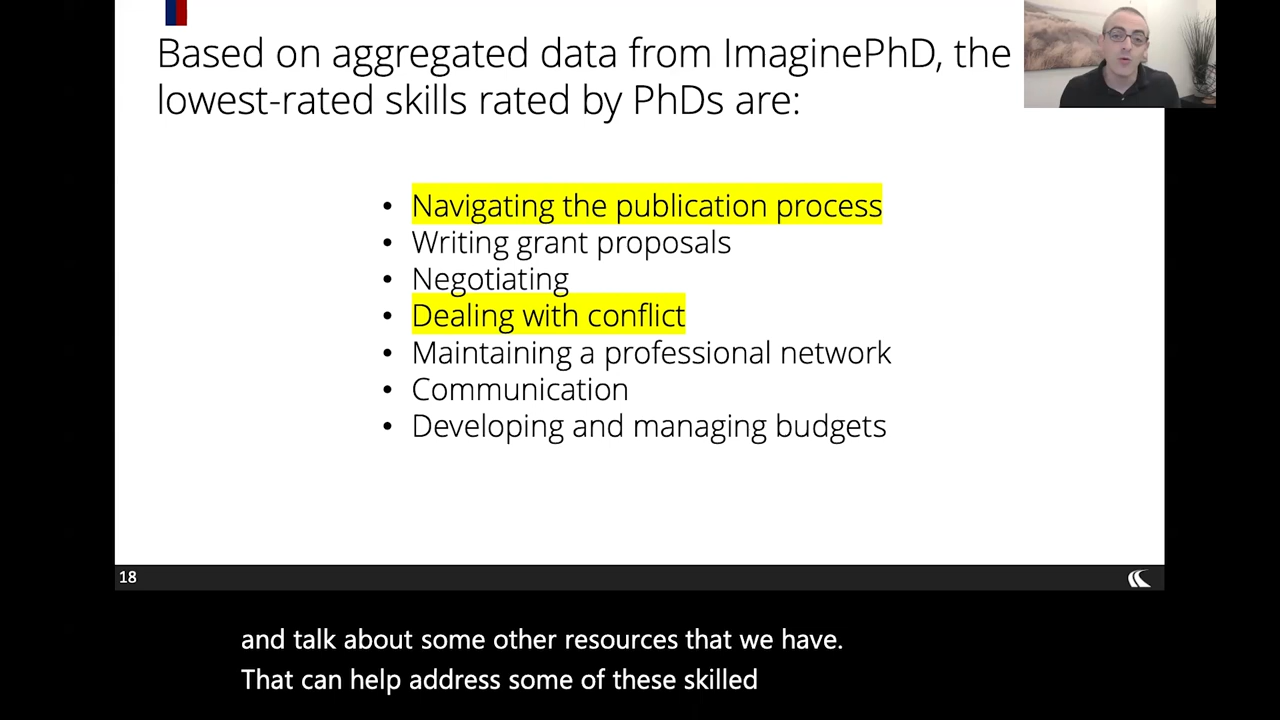 Based on aggregated data from ImaginePhD, the
lowest-rated skills rated by PhDs are:
• Navigating the publication process
• Writing grant proposals
• Negotiating
• Dealing with conflict
• Maintaining a professional network
• Communication
• Developing and managing budgets
18
and talk about some other resources that we have.
That can help address some of these skilled